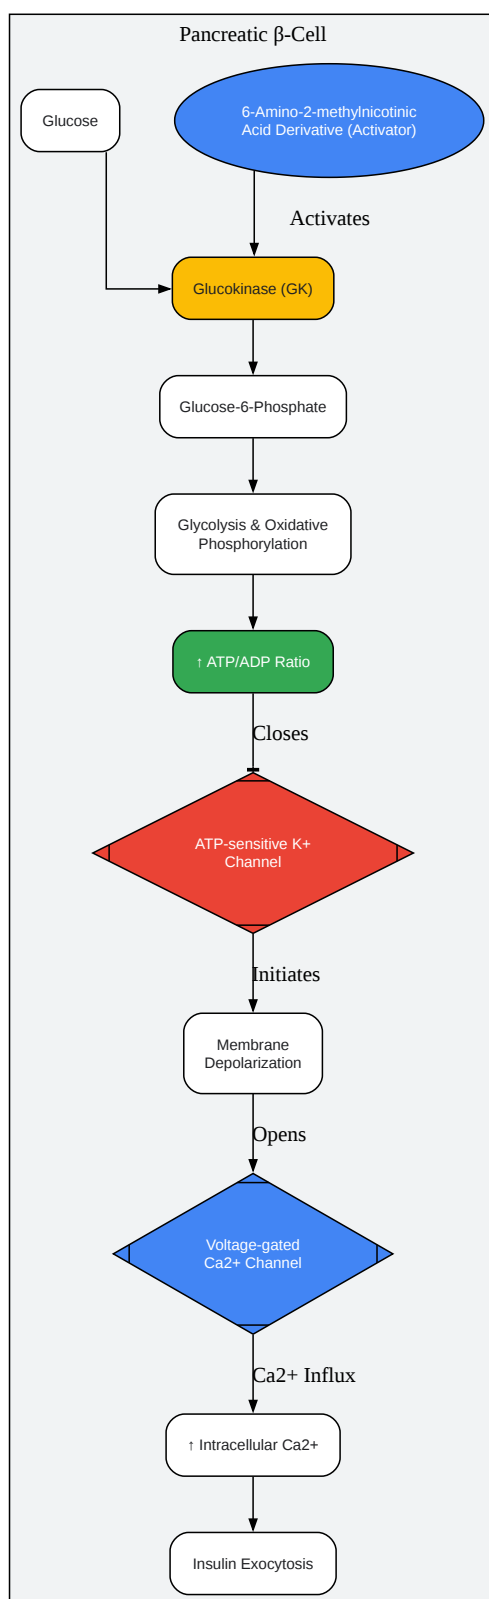 Pancreatic β-Cell
Glucose
6-Amino-2-methylnicotinic
Acid Derivative (Activator)
Activates
Glucokinase (GK)
Glucose-6-Phosphate
Glycolysis & Oxidative
Phosphorylation
↑ ATP/ADP Ratio
Closes
ATP-sensitive K+
Channel
Initiates
Membrane
Depolarization
Opens
Voltage-gated
Ca2+ Channel
Ca2+ Influx
↑ Intracellular Ca2+
Insulin Exocytosis